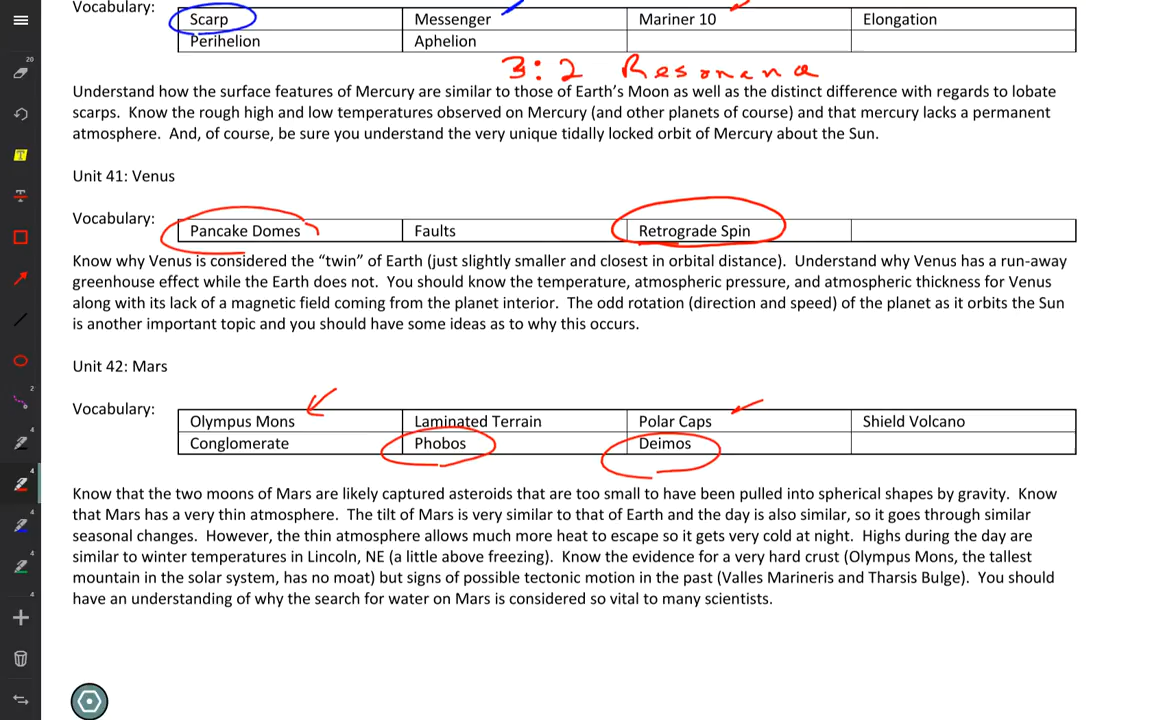 Vocabulary:
Scarp Messenger Mariner 10 Elongation
Perihelion Aphelion
3:2 Resonance
Understand how the surface features of Mercury are similar to those of Earth's Moon as well as the distinct difference with regards to lobate
scarps. Know the rough high and low temperatures observed on Mercury (and other planets of course) and that mercury lacks a permanent
atmosphere. And, of course, be sure you understand the very unique tidally locked orbit of Mercury about the Sun.
Unit 41: Venus
Vocabulary:
Pancake Domes Faults Retrograde Spin
Know why Venus is considered the "twin" of Earth (just slightly smaller and closest in orbital distance). Understand why Venus has a run-away
greenhouse effect while the Earth does not. You should know the temperature, atmospheric pressure, and atmospheric thickness for Venus
along with its lack of a magnetic field coming from the planet interior. The odd rotation (direction and speed) of the planet as it orbits the Sun
is another important topic and you should have some ideas as to why this occurs.
Unit 42: Mars
Vocabulary:
Olympus Mons Laminated Terrain Polar Caps Shield Volcano
Conglomerate Phobos Deimos
Know that the two moons of Mars are likely captured asteroids that are too small to have been pulled into spherical shapes by gravity. Know
that Mars has a very thin atmosphere. The tilt of Mars is very similar to that of Earth and the day is also similar, so it goes through similar
seasonal changes. However, the thin atmosphere allows much more heat to escape so it gets very cold at night. Highs during the day are
similar to winter temperatures in Lincoln, NE (a little above freezing). Know the evidence for a very hard crust (Olympus Mons, the tallest
mountain in the solar system, has no moat) but signs of possible tectonic motion in the past (Valles Marineris and Tharsis Bulge). You should
have an understanding of why the search for water on Mars is considered so vital to many scientists.
20
T
T
2
4
4
4
4
4